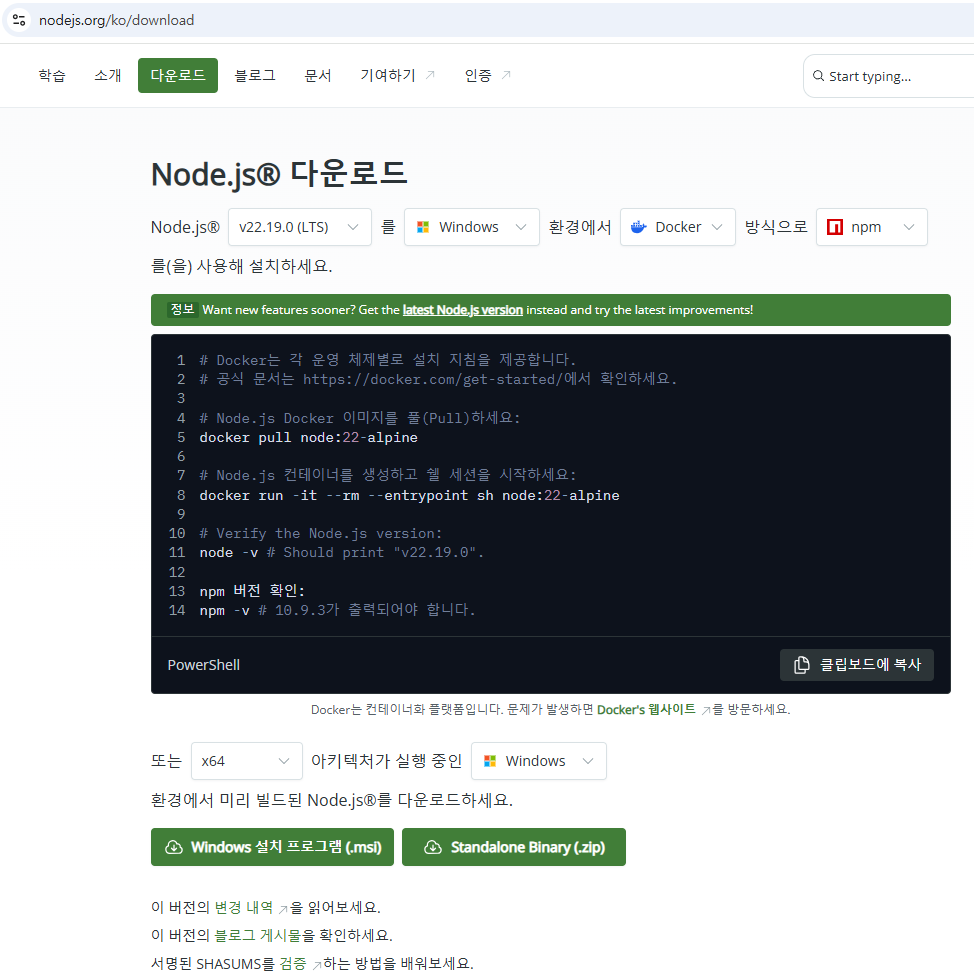 nodejs.org/ko/download
학습 소개 다운로드 블로그 문서 기여하기 인증 Start typing...
Node.js® 다운로드
Node.js® v22.19.0 (LTS) 를 Windows 환경에서 Docker 방식으로 npm
를(을) 사용해 설치하세요.
정보 Want new features sooner? Get the latest Node.js version instead and try the latest improvements!
1 # Docker는 각 운영 체제별로 설치 지침을 제공합니다.
2 # 공식 문서는 https://docker.com/get-started/에서 확인하세요.
3
4 # Node.js Docker 이미지를 풀(Pull)하세요:
5 docker pull node:22-alpine
6
7 # Node.js 컨테이너를 생성하고 쉘 세션을 시작하세요:
8 docker run -it --rm --entrypoint sh node:22-alpine
9
10 # Verify the Node.js version:
11 node -v # Should print "v22.19.0".
12
13 npm 버전 확인:
14 npm -v # 10.9.3가 출력되어야 합니다.
PowerShell 클립보드에 복사
Docker는 컨테이너화 플랫폼입니다. 문제가 발생하면 Docker's 웹사이트 를 방문하세요.
또는 x64 아키텍처가 실행 중인 Windows
환경에서 미리 빌드된 Node.js®를 다운로드하세요.
Windows 설치 프로그램 (.msi) Standalone Binary (.zip)
이 버전의 변경 내역 을 읽어보세요.
이 버전의 블로그 게시물을 확인하세요.
서명된 SHASUMS를 검증 하는 방법을 배워보세요.